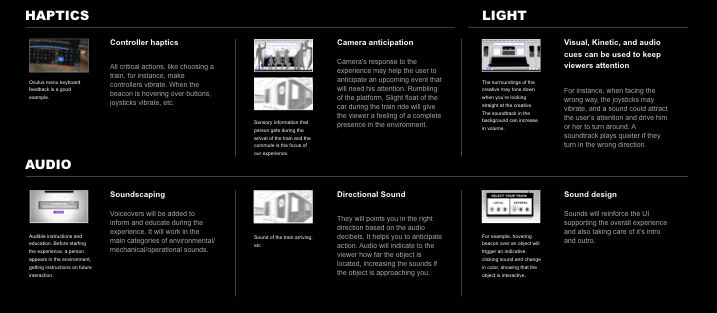 HAPTICS
Oculus menu keyboard
feedback is a good
example.
Controller haptics
All critical actions, like choosing a
train, for instance, make
controllers vibrate. When the
beacon is hovering over buttons,
joysticks vibrate, etc.
Sensory information that
person gets during the
arrival of the train and the
commute is the focus of
our experience.
Camera anticipation
Camera's response to the
experience may help the user to
anticipate an upcoming event that
will need his attention. Rumbling
of the platform, Slight float of the
car during the train ride will give
the viewer a feeling of a complete
presence in the environment.
LIGHT
The surroundings of the
creative may tone down
when you're looking
straight at the creative.
The soundtrack in the
background can increase
in volume.
Visual, Kinetic, and audio
cues can be used to keep
viewers attention
For instance, when facing the
wrong way, the joysticks may
vibrate, and a sound could attract
the user's attention and drive him
or her to turn around. A
soundtrack plays quieter if they
turn in the wrong direction.
AUDIO
Audible instructions and
education. Before starting
the experience, a person
appears in the environment,
getting instructions on future
interaction.
Soundscaping
Voiceovers will be added to
inform and educate during the
experience. It will work in the
main categories of environmental/
mechanical/operational sounds.
Sound of the train arriving,
etc
Directional Sound
They will points you in the right
direction based on the audio
decibels. It helps you to anticipate
action. Audio will indicate to the
viewer how far the object is
located, increasing the sounds if
the object is approaching you.
SELECT YOUR TRAIN
LOCAL
EXPRESS
For example, hovering
beacon over an object will
trigger an indicative
clicking sound and change
in color, showing that the
object is interactive.
Sound design
Sounds will reinforce the UI
supporting the overall experience
and also taking care of it's intro
and outro.